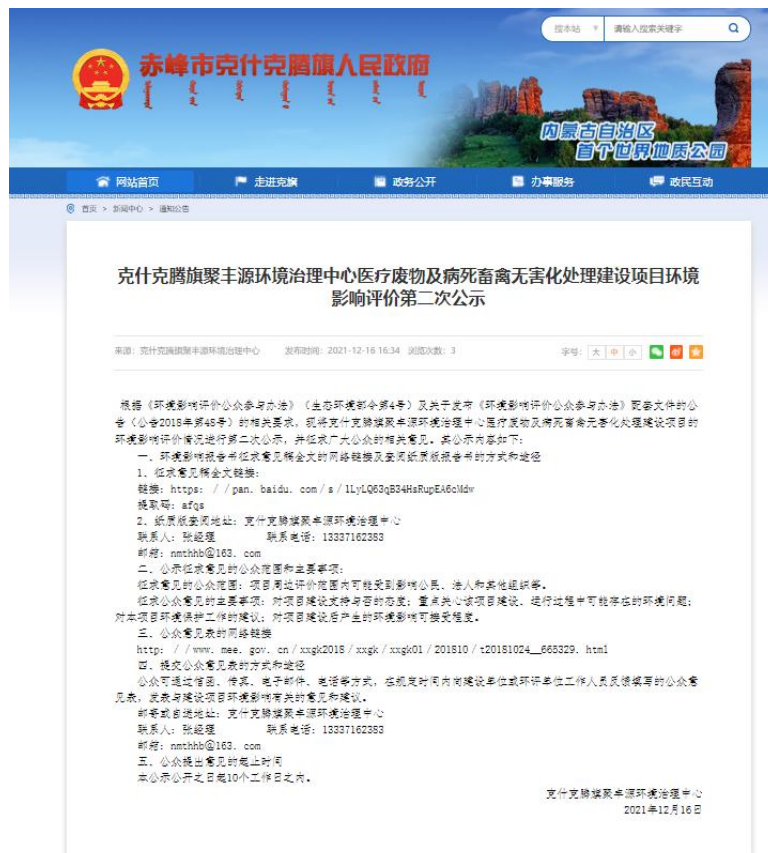 搜本站 ▼ 请输入搜索关键字
赤峰市克什克腾旗人民政府
内蒙古自治区
首个世界地质公园
网站首页 走进克旗 政务公开 办事服务 政民互动
首页 > 新闻中心 > 通知公告
克什克腾旗聚丰源环境治理中心医疗废物及病死畜禽无害化处理建设项目环境
影响评价第二次公示
来源：克什克腾旗聚丰源环境治理中心 发布时间：2021-12-16 16:34 浏览次数：3 字号：大 中 小
根据《环境影响评价公众参与办法》（生态环境部令第4号）及关于发布《环境影响评价公众参与办法》配套文件的公
告（公告2018年第48号）的相关要求，现将克什克腾旗聚丰源环境治理中心医疗废物及病死畜禽无害化处理建设项目的
环境影响评价情况进行第二次公示，并征求广大公众的相关意见。其公示内容如下：
一、环境影响报告书征求意见稿全文的网络链接及查阅纸质版报告书的方式和途径
1、征求意见稿全文链接：
链接：https：//pan. baidu. com/s/1LyLQ63qB34HsRupEA6cMdw
提取码：afqs
2、纸质版查阅地址：克什克腾旗聚丰源环境治理中心
联系人：张经理 联系电话：13337162383
邮箱：nmthhb@163. com
二、公示征求意见的公众范围和主要事项：
征求意见的公众范围：项目周边评价范围内可能受到影响公民、法人和其他组织等。
征求公众意见的主要事项：对项目建设支持与否的态度；重点关心该项目建设、运行过程中可能存在的环境问题；
对本项目环境保护工作的建议；对项目建设后产生的环境影响可接受程度。
三、公众意见表的网络链接
http：//www. mee. gov. cn/xxgk2018/xxgk/xxgk01/201810/t20181024__665329. html
四、提交公众意见表的方式和途径
公众可通过信函、传真、电子邮件、电话等方式，在规定时间内向建设单位或环评单位工作人员反馈填写的公众意
见表，发表与建设项目环境影响有关的意见和建议。
邮寄或自送地址：克什克腾旗聚丰源环境治理中心
联系人：张经理 联系电话：13337162383
邮箱：nmthhb@163. com
五、公众提出意见的起止时间
本公示公开之日起10个工作日之内。
克什克腾旗聚丰源环境治理中心
2021年12月16日